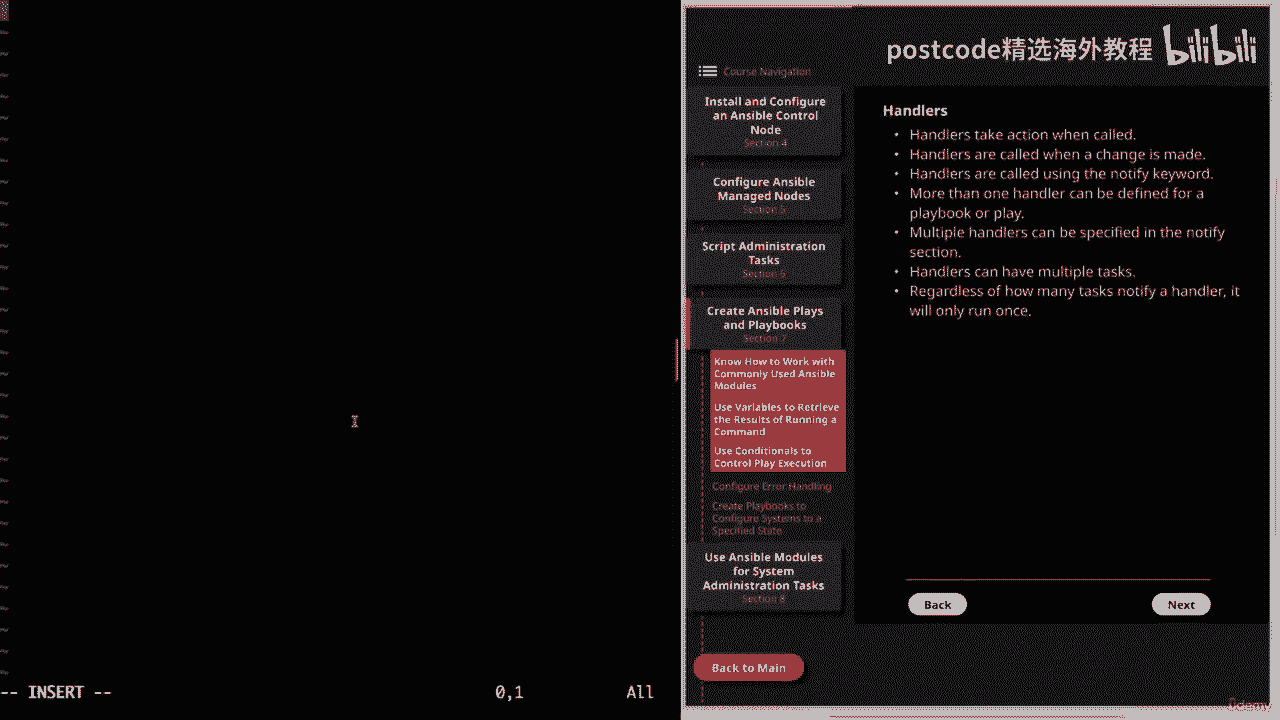 -- INSERT --
0,1
All
postcode精选海外教程 bilibili
Course Navigation
Install and Configure
an Ansible Control
Node
Section 4
Configure Ansible
Managed Nodes
Section 5
Script Administration
Tasks
Section 6
Create Ansible Plays
and Playbooks
Section 7
Know How to Work with
Commonly Used Ansible
Modules
Use Variables to Retrieve
the Results of Running a
Command
Use Conditionals to
Control Play Execution
Configure Error Handling
Create Playbooks to
Configure Systems to a
Specified State
Use Ansible Modules
for System
Administration Tasks
Section 8
Back to Main
Handlers
• Handlers take action when called.
• Handlers are called when a change is made.
• Handlers are called using the notify keyword.
• More than one handler can be defined for a
playbook or play.
• Multiple handlers can be specified in the notify
section.
• Handlers can have multiple tasks.
• Regardless of how many tasks notify a handler, it
will only run once.
Back
Next
ûdemy